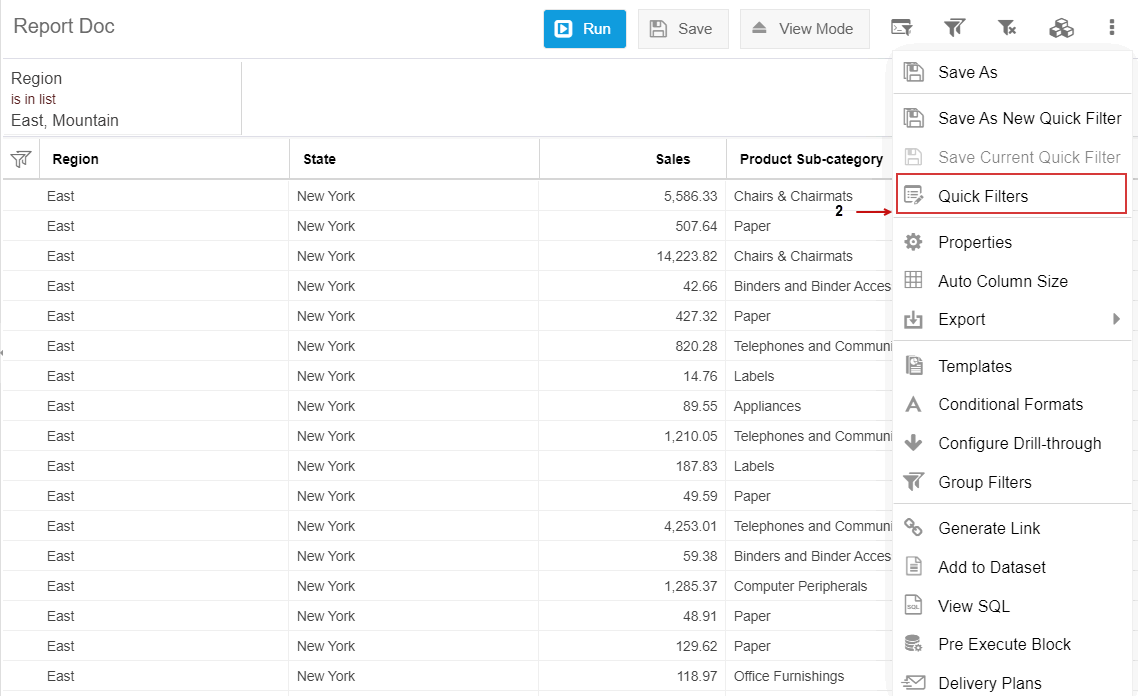 Report Doc
Run
Save
View Mode
Region
is in list
East, Mountain
Region State Sales Product Sub-category
East New York 5,586.33 Chairs & Chairmats
East New York 507.64 Paper
East New York 14,223.82 Chairs & Chairmats
East New York 42.66 Binders and Binder Acces
East New York 427.32 Paper
East New York 820.28 Telephones and Communi
East New York 14.76 Labels
East New York 89.55 Appliances
East New York 1,210.05 Telephones and Communi
East New York 187.83 Labels
East New York 49.59 Paper
East New York 4,253.01 Telephones and Communi
East New York 59.38 Binders and Binder Acces
East New York 1,285.37 Computer Peripherals
East New York 48.91 Paper
East New York 129.62 Paper
East New York 118.97 Office Furnishings
Save As
Save As New Quick Filter
Save Current Quick Filter
2
Quick Filters
Properties
Auto Column Size
Export
Templates
Conditional Formats
Configure Drill-through
Group Filters
Generate Link
Add to Dataset
SQL
View SQL
Pre Execute Block
Delivery Plans